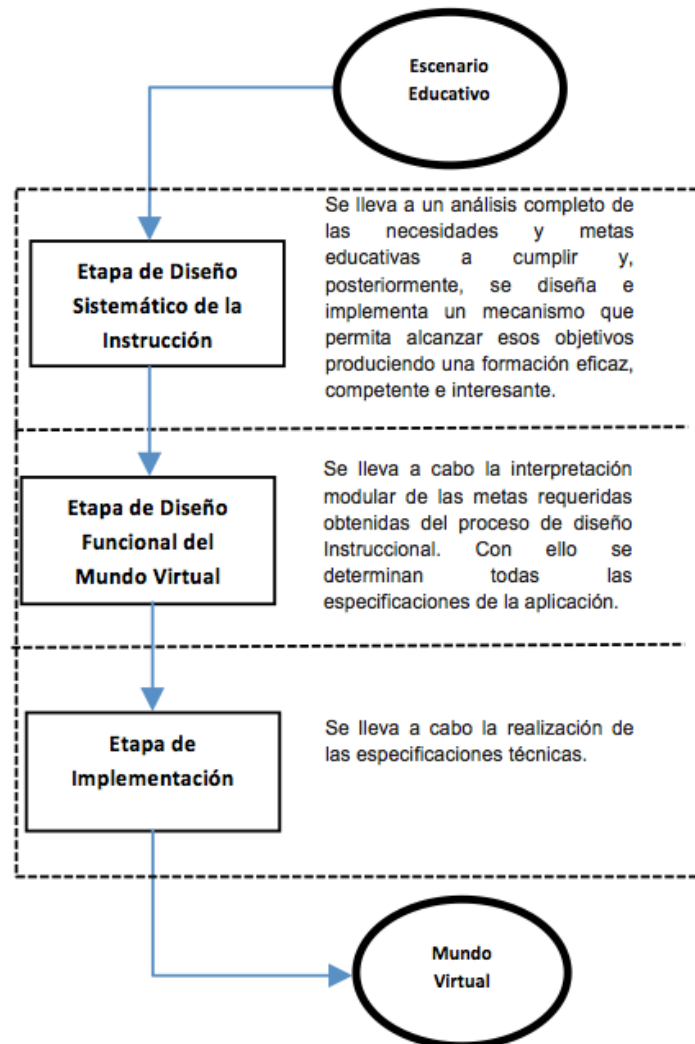 Escenario
Educativo
Etapa de Diseño
Sistemático de la
Instrucción
Se lleva a un análisis completo de
las necesidades y metas
educativas a cumplir y,
posteriormente, se diseña e
implementa un mecanismo que
permita alcanzar esos objetivos
produciendo una formación eficaz,
competente e interesante.
Etapa de Diseño
Funcional del
Mundo Virtual
Se lleva a cabo la interpretación
modular de las metas requeridas
obtenidas del proceso de diseño
Instruccional. Con ello se
determinan todas las
especificaciones de la aplicación.
Etapa de
Implementación
Se lleva a cabo la realización de
las especificaciones técnicas.
Mundo
Virtual